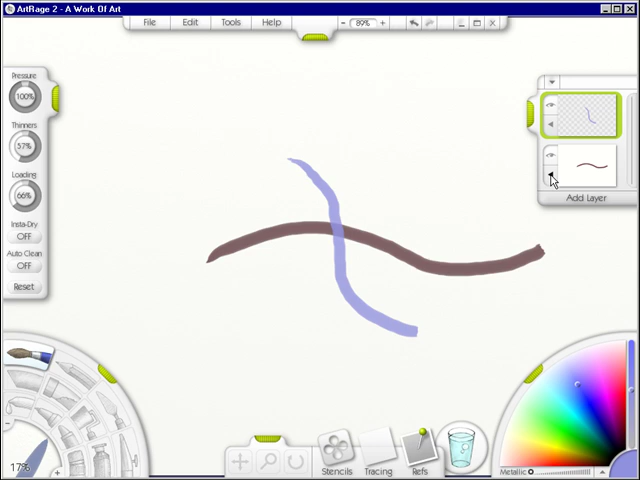 ArtRage 2 - A Work Of Art
File Edit Tools Help − 89% +
Pressure
100%
Thinners
57%
Loading
66%
Insta-Dry
OFF
Auto Clean
OFF
Reset
Add Layer
17%
Stencils Tracing Refs
Metallic